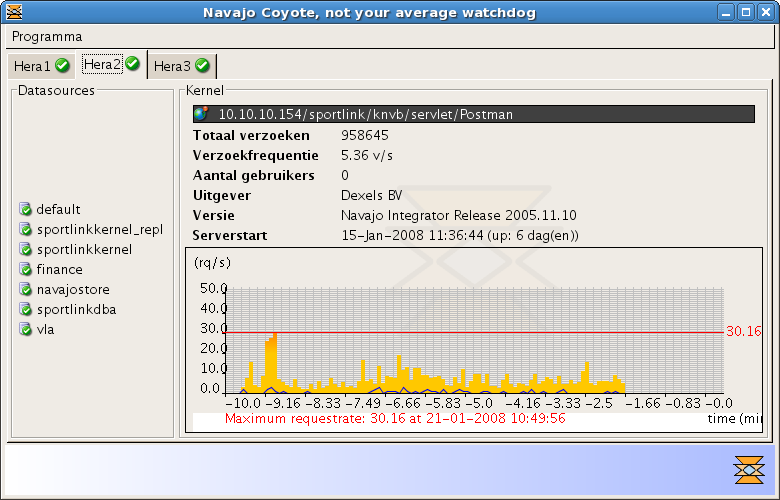 Navajo Coyote, not your average watchdog
Programma
Hera1 Hera2 Hera3
Datasources
default
sportlinkkernel_repl
sportlinkkernel
finance
navajostore
sportlinkdba
vla
Kernel
10.10.10.154/sportlink/knvb/servlet/Postman
Totaal verzoeken 958645
Verzoekfrequentie 5.36 v/s
Aantal gebruikers 0
Uitgever Dexels BV
Versie Navajo Integrator Release 2005.11.10
Serverstart 15-Jan-2008 11:36:44 (up: 6 dag(en))
(rq/s)
50.0
40.0
30.0 30.16
20.0
10.0
0.0
-10.0 -9.16 -8.33 -7.49 -6.66 -5.83 -5.0 -4.16 -3.33 -2.5 -1.66 -0.83 -0.0
Maximum requestrate: 30.16 at 21-01-2008 10:49:56 time (min